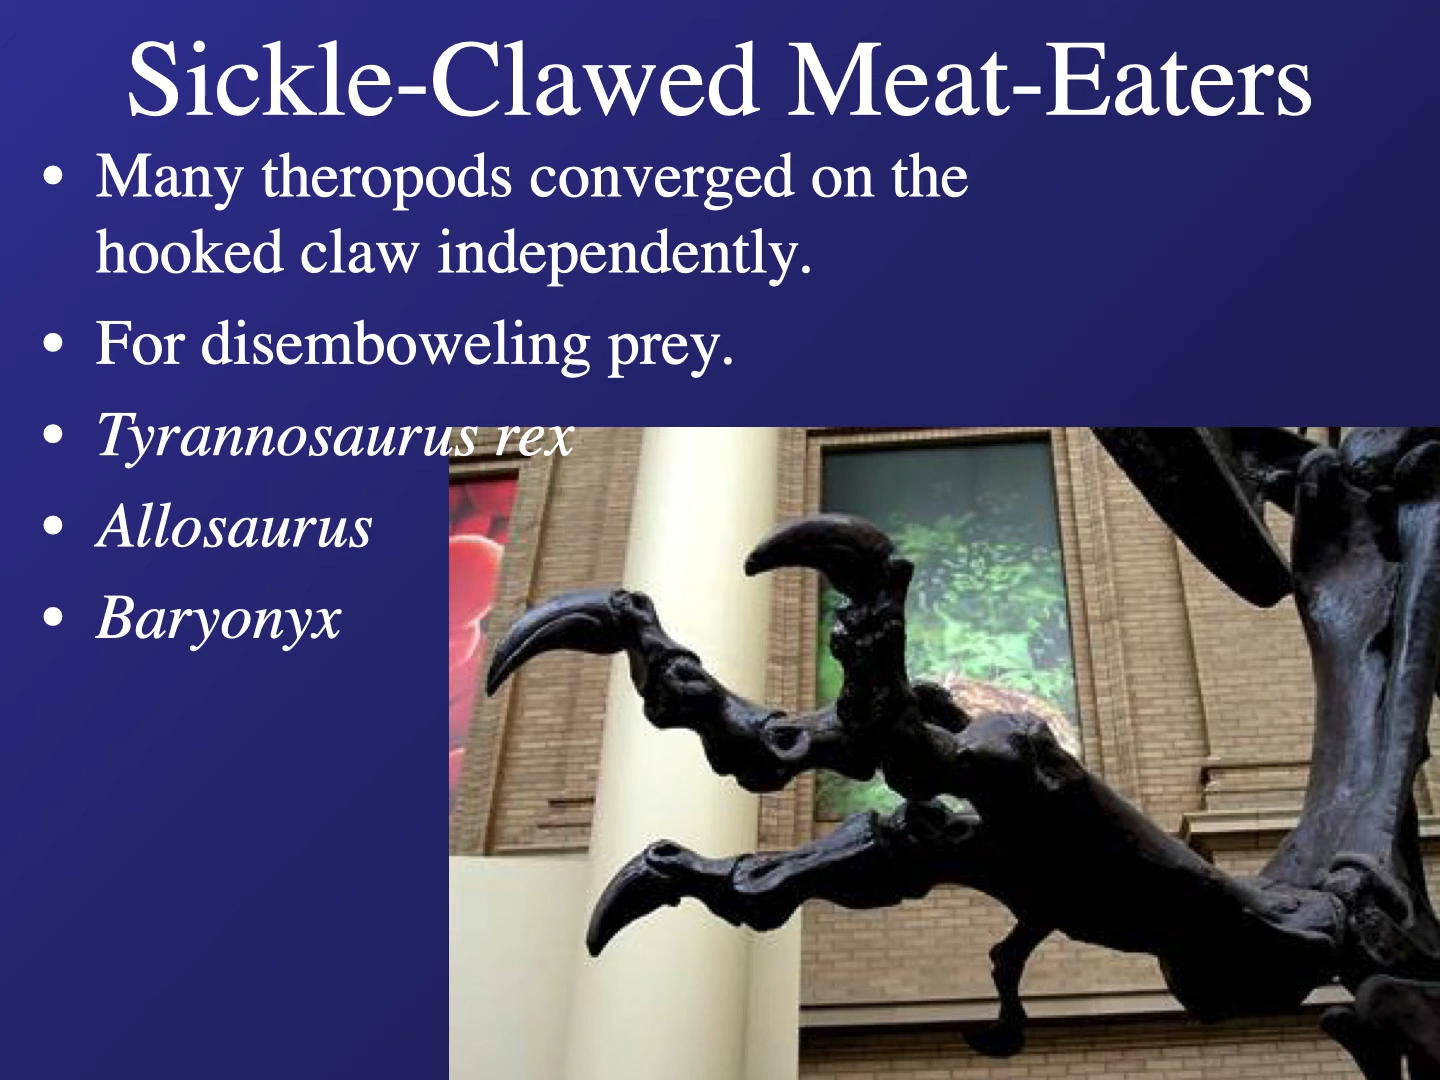 Sickle-Clawed Meat-Eaters
• Many theropods converged on the
hooked claw independently.
• For disemboweling prey.
• Tyrannosaurus rex
• Allosaurus
• Baryonyx